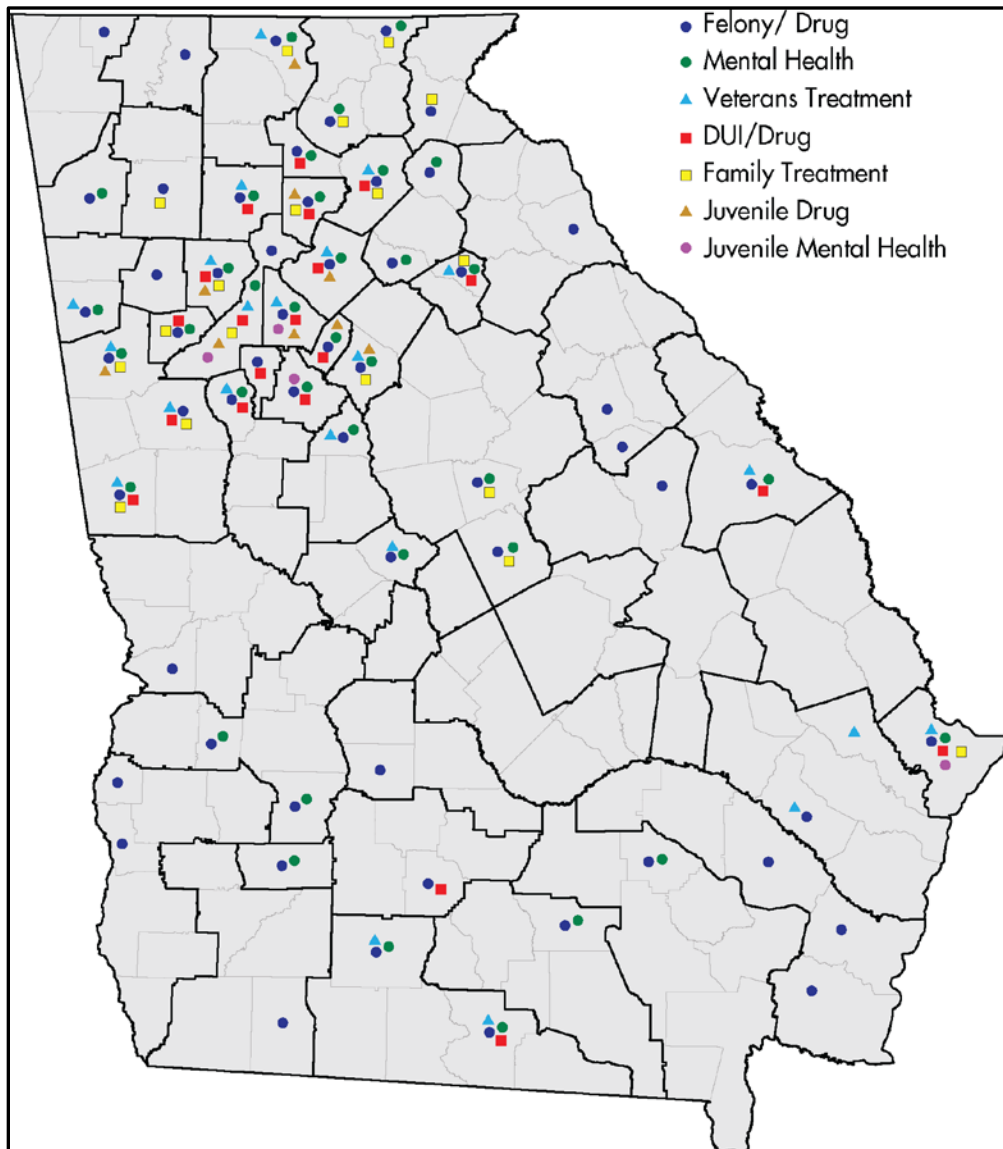 Felony/ Drug
Mental Health
Veterans Treatment
DUI/Drug
Family Treatment
Juvenile Drug
Juvenile Mental Health